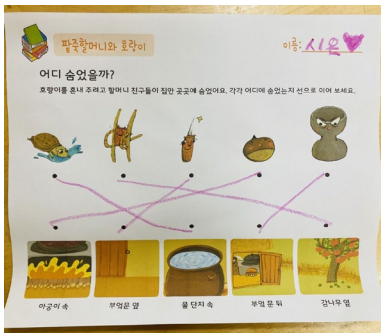 팥죽할머니와 호랑이
이름: 시은
어디 숨었을까?
호랑이를 혼내 주려고 할머니 친구들이 집안 곳곳에 숨었어요. 각각 어디에 숨었는지 선으로 이어 보세요.
아궁이 속
부엌문 옆
물 단지 속
부엌 문 뒤
감나무 옆